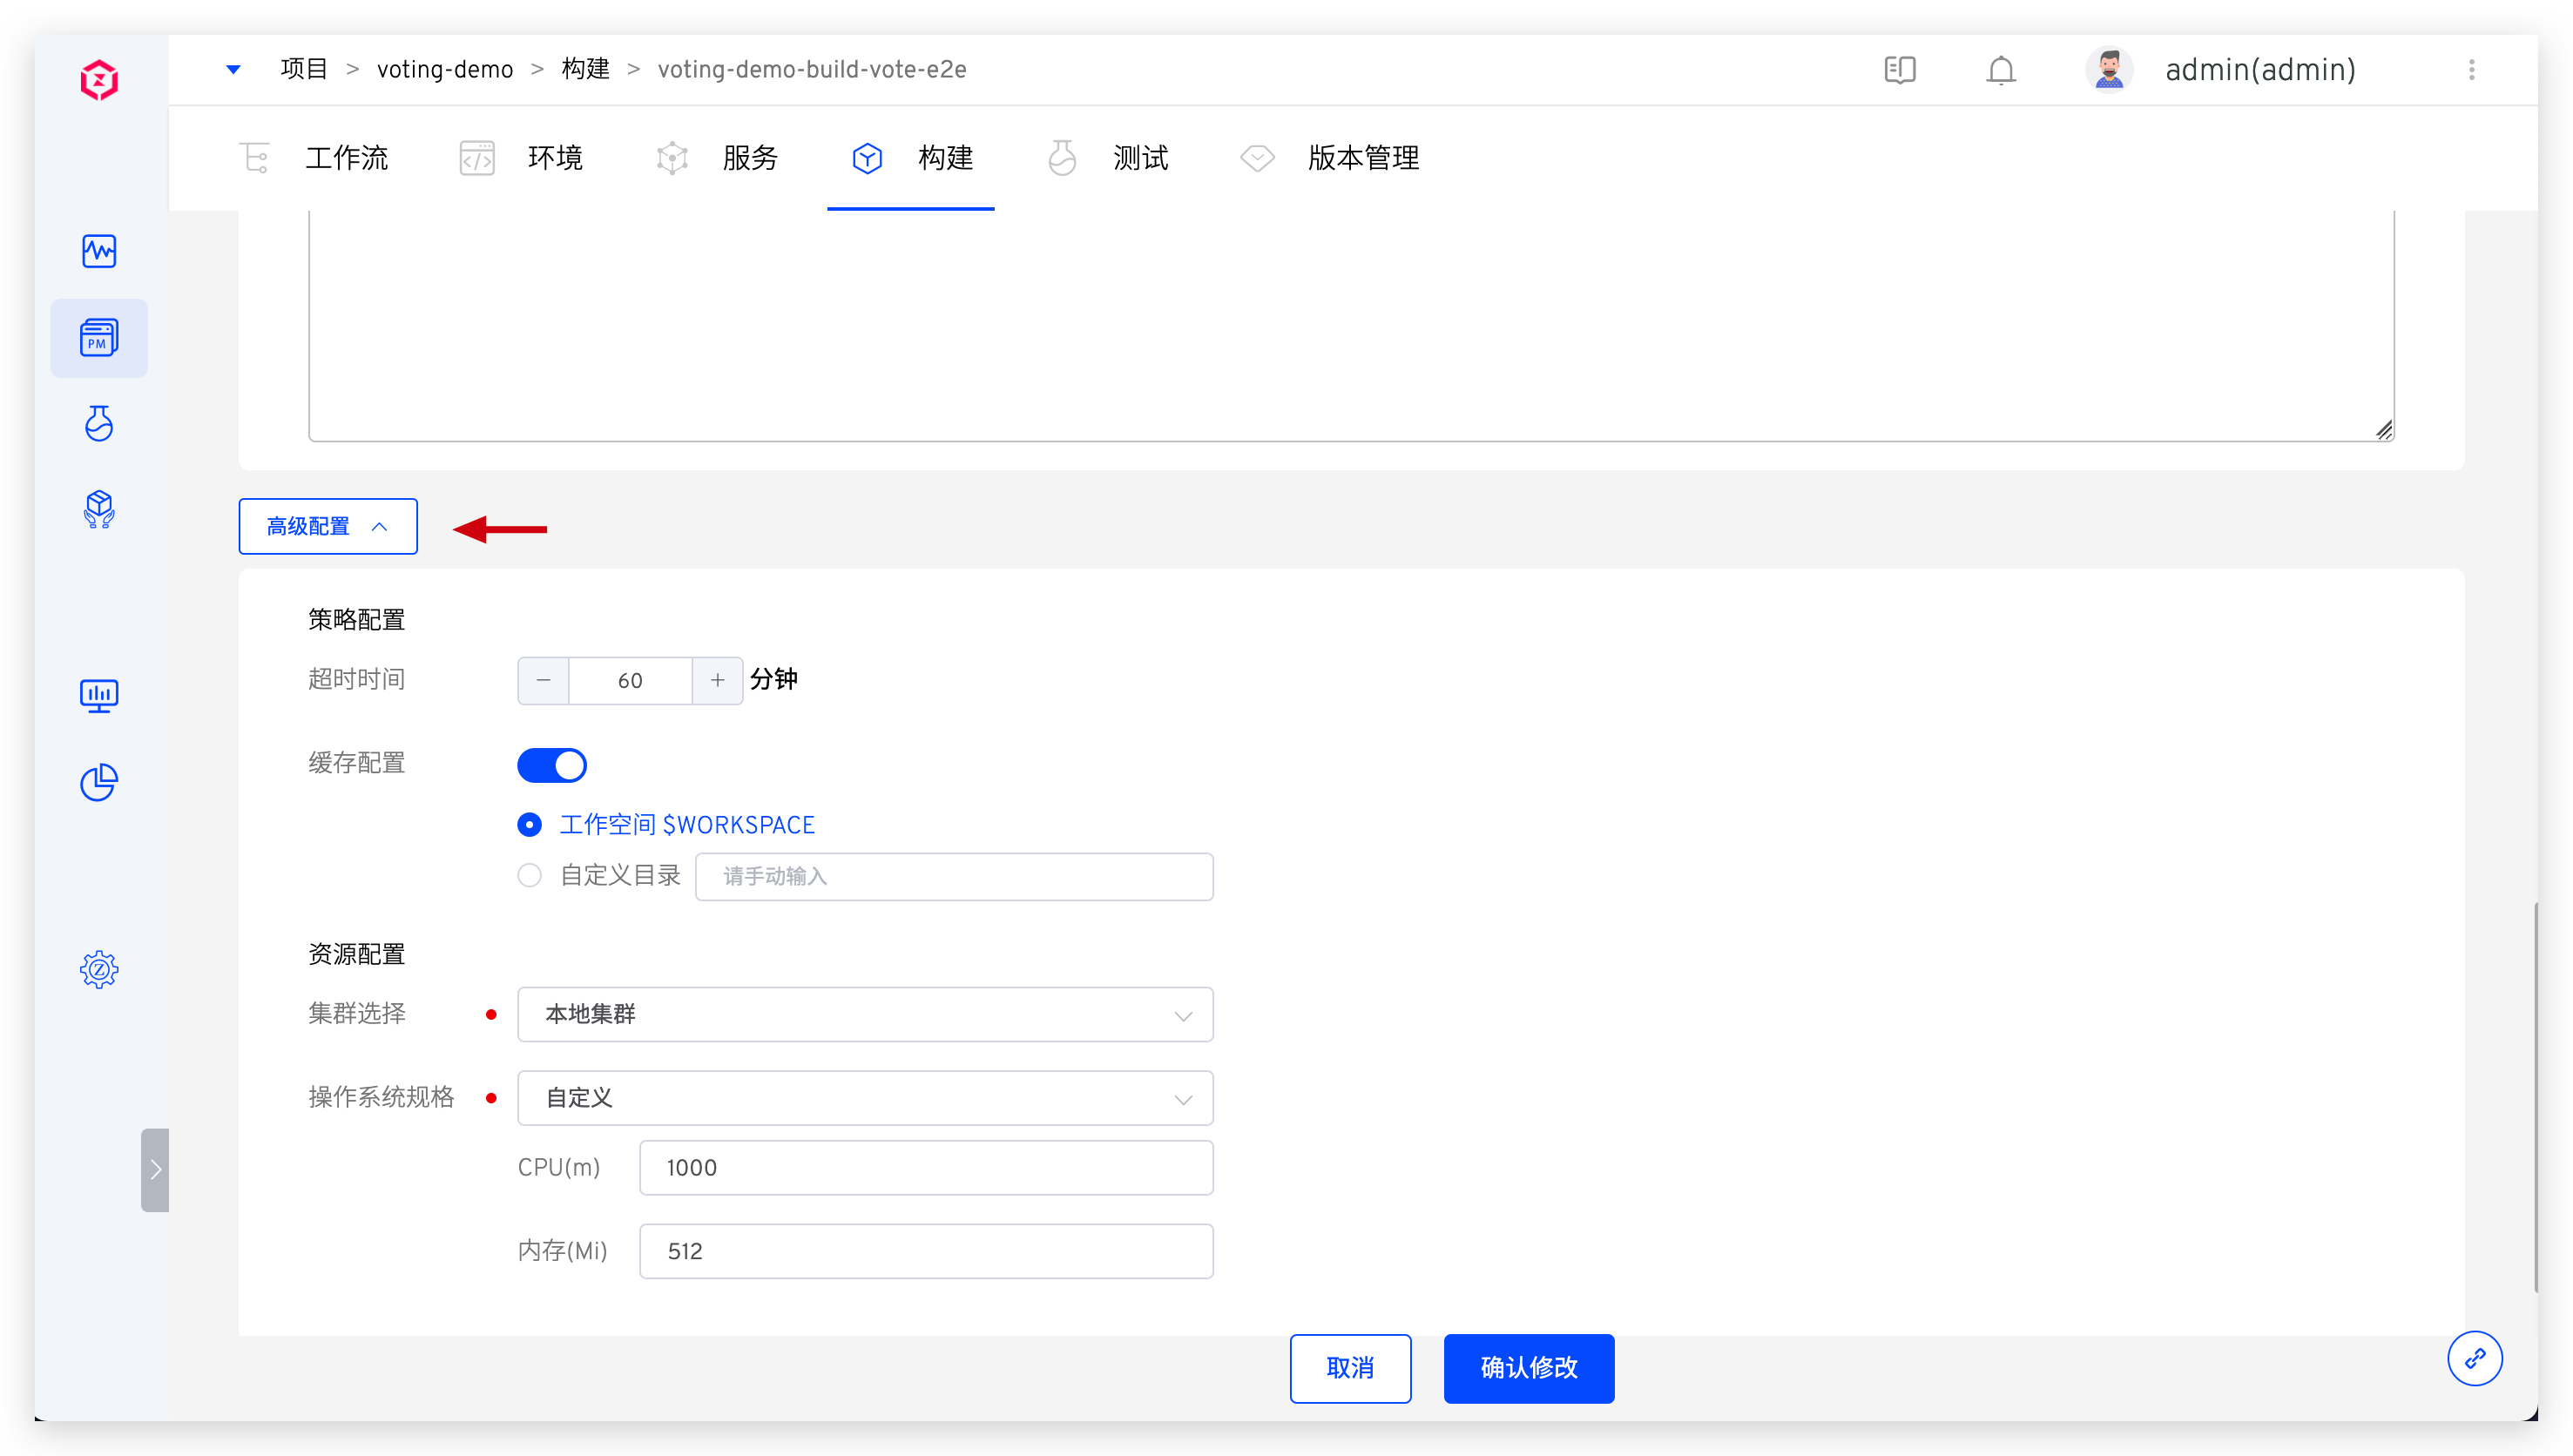 项目 > voting-demo > 构建 > voting-demo-build-vote-e2e
admin(admin)
工作流 环境 服务 构建 测试 版本管理
PM
高级配置
策略配置
超时时间 − 60 + 分钟
缓存配置
工作空间 $WORKSPACE
自定义目录 请手动输入
资源配置
集群选择 本地集群
操作系统规格 自定义
CPU(m) 1000
内存(Mi) 512
取消 确认修改